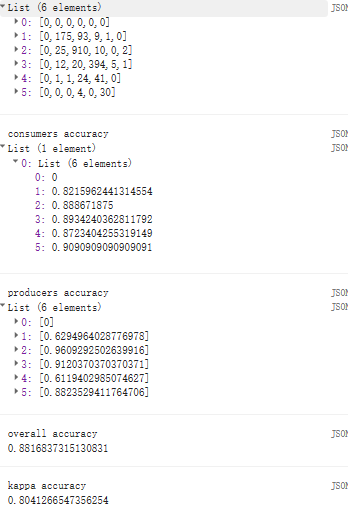 List (6 elements) JSON
0: [0,0,0,0,0,0]
1: [0,175,93,9,1,0]
2: [0,25,910,10,0,2]
3: [0,12,20,394,5,1]
4: [0,1,1,24,41,0]
5: [0,0,0,4,0,30]
consumers accuracy JSON
List (1 element) JSON
0: List (6 elements)
0: 0
1: 0.8215962441314554
2: 0.888671875
3: 0.8934240362811792
4: 0.8723404255319149
5: 0.9090909090909091
producers accuracy JSON
List (6 elements) JSON
0: [0]
1: [0.6294964028776978]
2: [0.9609292502639916]
3: [0.9120370370370371]
4: [0.6119402985074627]
5: [0.8823529411764706]
overall accuracy JSON
0.8816837315130831
kappa accuracy JSON
0.8041266547356254